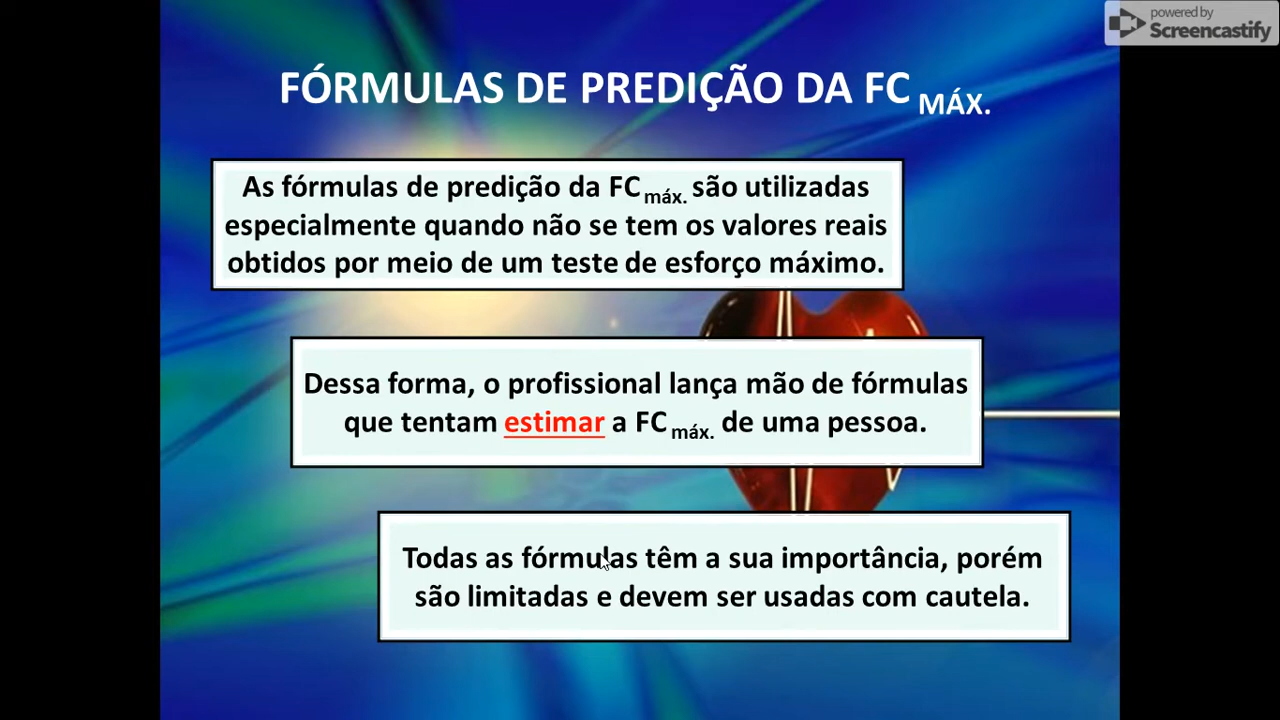 powered by
Screencastify
FÓRMULAS DE PREDIÇÃO DA FC MÁX.
As fórmulas de predição da FC máx. são utilizadas
especialmente quando não se tem os valores reais
obtidos por meio de um teste de esforço máximo.
Dessa forma, o profissional lança mão de fórmulas
que tentam estimar a FC máx. de uma pessoa.
Todas as fórmulas têm a sua importância, porém
são limitadas e devem ser usadas com cautela.